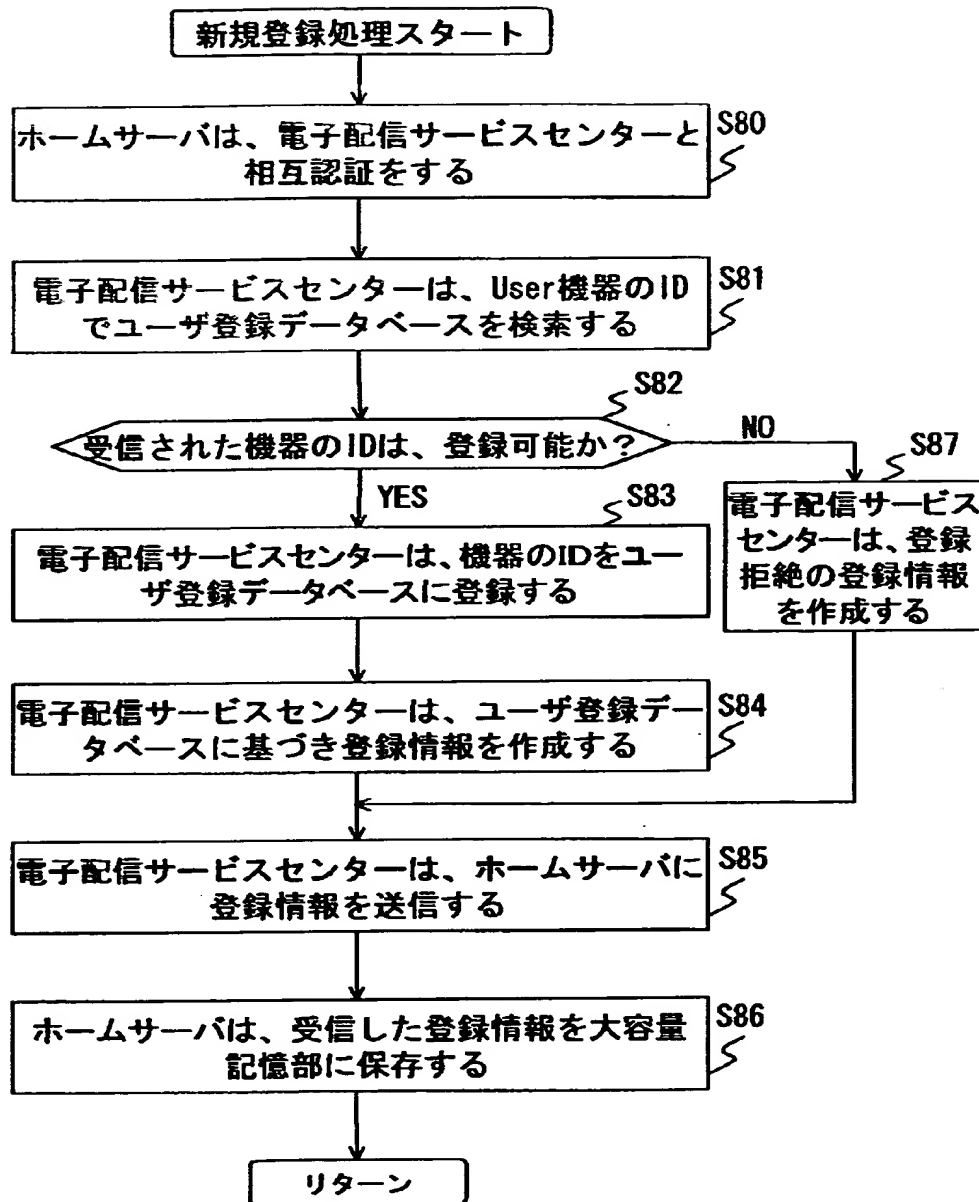 新規登録処理スタート
ホームサーバは、電子配信サービスセンターと
相互認証をする
S80
電子配信サービスセンターは、User機器のID
でユーザ登録データベースを検索する
S81
S82
受信された機器のIDは、登録可能か？
NO
YES
S83
電子配信サービスセンターは、機器のIDをユー
ザ登録データベースに登録する
S87
電子配信サービス
センターは、登録
拒絶の登録情報
を作成する
電子配信サービスセンターは、ユーザ登録デー
タベースに基づき登録情報を作成する
S84
電子配信サービスセンターは、ホームサーバに
登録情報を送信する
S85
ホームサーバは、受信した登録情報を大容量
記憶部に保存する
S86
リターン